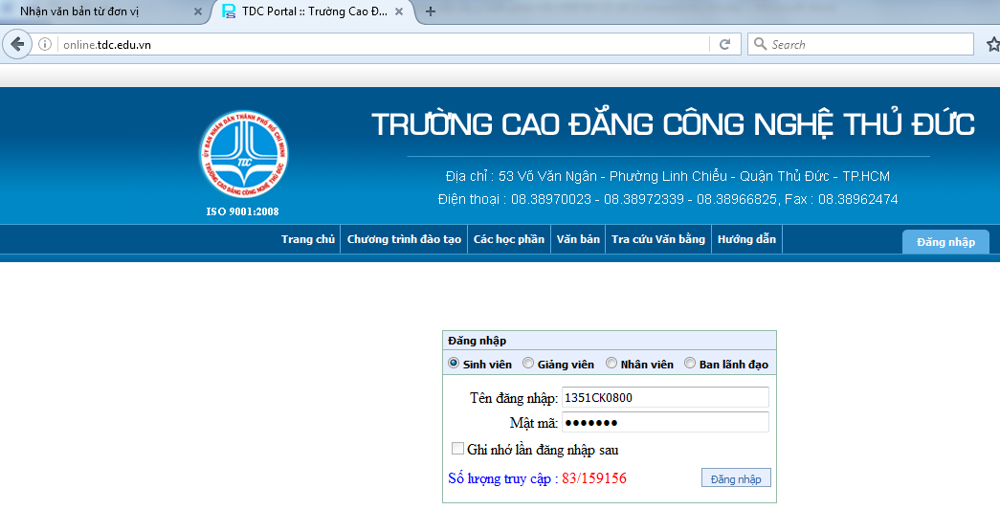 Nhận văn bản từ đơn vị
TDC Portal :: Trường Cao Đ...
online.tdc.edu.vn
Search
ỦY BAN NHÂN DÂN THÀNH PHỐ HỒ CHÍ MINH
TDC
TRƯỜNG CAO ĐẲNG CÔNG NGHỆ THỦ ĐỨC
ISO 9001:2008
TRƯỜNG CAO ĐẲNG CÔNG NGHỆ THỦ ĐỨC
Địa chỉ : 53 Võ Văn Ngân - Phường Linh Chiểu - Quận Thủ Đức - TP.HCM
Điện thoại : 08.38970023 - 08.38972339 - 08.38966825, Fax : 08.38962474
Trang chủ Chương trình đào tạo Các học phần Văn bản Tra cứu Văn bằng Hướng dẫn Đăng nhập
Đăng nhập
Sinh viên Giảng viên Nhân viên Ban lãnh đạo
Tên đăng nhập: 1351CK0800
Mật mã: ●●●●●●●
Ghi nhớ lần đăng nhập sau
Số lượng truy cập : 83/159156 Đăng nhập